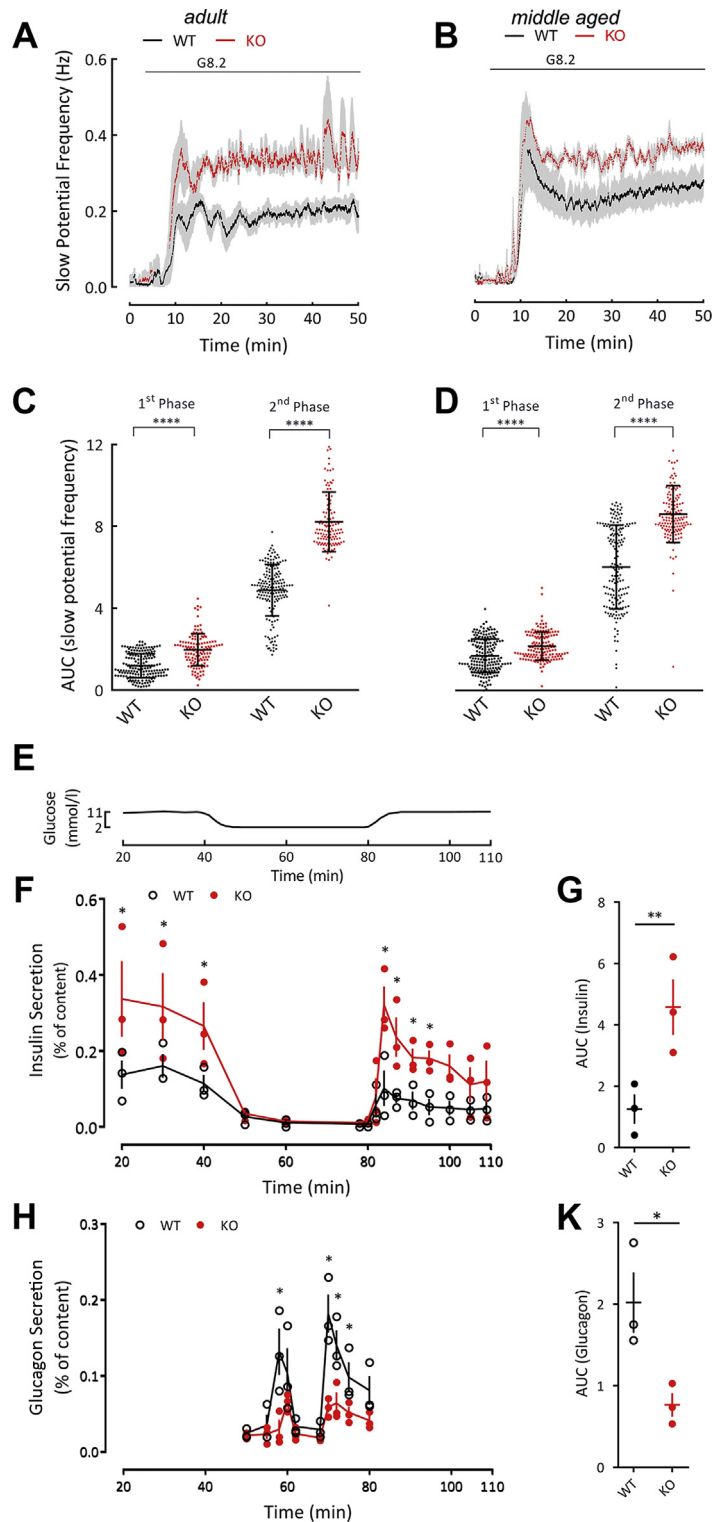 A
adult
WT KO
G8.2
Slow Potential Frequency (Hz)
0.6
0.4
0.2
0.0
0 10 20 30 40 50
Time (min)
B
middle aged
WT KO
G8.2
0 10 20 30 40 50
Time (min)
C
1st Phase
2nd Phase
****
****
AUC (slow potential frequency)
12
8
4
0
WT KO WT KO
D
1st Phase
2nd Phase
****
****
WT KO WT KO
E
Glucose
(mmol/l)
11
2
20 40 60 80 100 110
Time (min)
F
WT KO
Insulin Secretion
(% of content)
0.6
0.4
0.2
0.0
* * * * * * *
20 40 60 80 100 110
Time (min)
G
AUC (Insulin)
8
6
4
2
0
**
WT KO
H
WT KO
Glucagon Secretion
(% of content)
0.3
0.2
0.1
0.0
* * * *
20 40 60 80 100 110
Time (min)
K
AUC (Glucagon)
3
2
1
0
*
WT KO